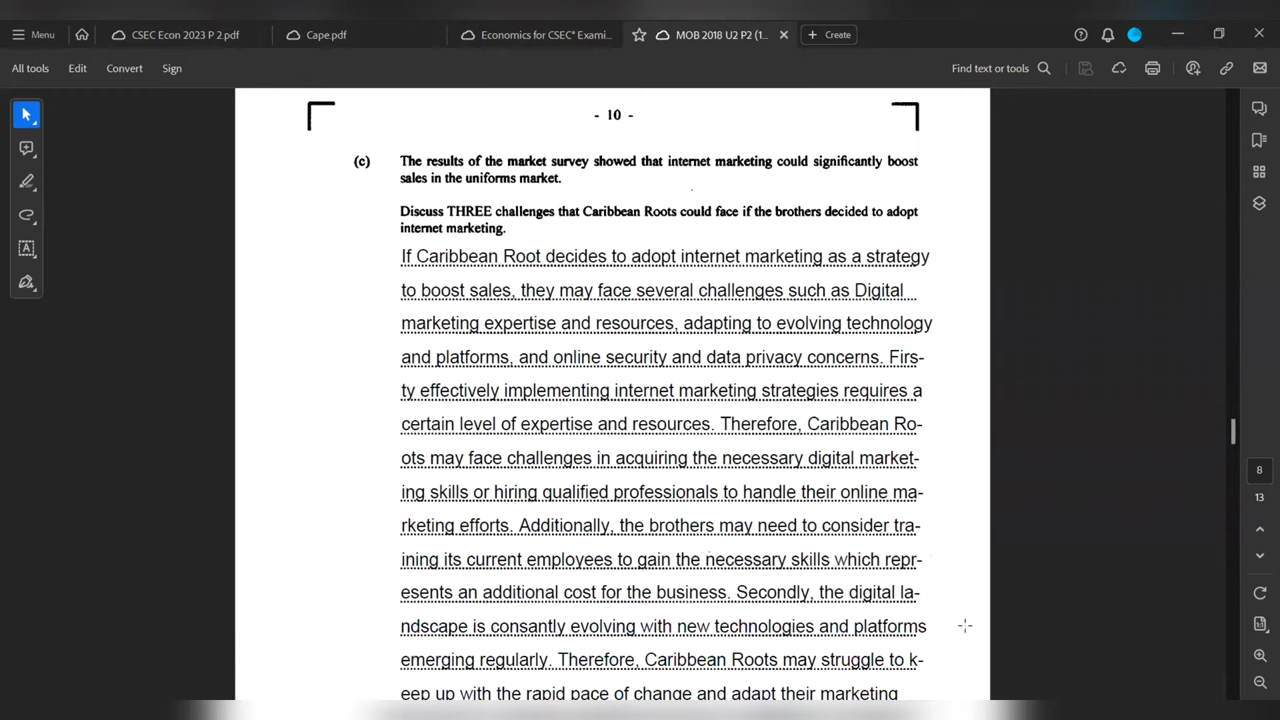 Menu
CSEC Econ 2023 P 2.pdf
Cape.pdf
Economics for CSEC® Exami...
MOB 2018 U2 P2 (1...
Create
All tools
Edit
Convert
Sign
Find text or tools
- 10 -
(c) The results of the market survey showed that internet marketing could significantly boost
sales in the uniforms market.
Discuss THREE challenges that Caribbean Roots could face if the brothers decided to adopt
internet marketing.
If Caribbean Root decides to adopt internet marketing as a strategy
to boost sales, they may face several challenges such as Digital
marketing expertise and resources, adapting to evolving technology
and platforms, and online security and data privacy concerns. Firs-
ty effectively implementing internet marketing strategies requires a
certain level of expertise and resources. Therefore, Caribbean Ro-
ots may face challenges in acquiring the necessary digital market-
ing skills or hiring qualified professionals to handle their online ma-
rketing efforts. Additionally, the brothers may need to consider tra-
ining its current employees to gain the necessary skills which repr-
esents an additional cost for the business. Secondly, the digital la-
ndscape is consantly evolving with new technologies and platforms
emerging regularly. Therefore, Caribbean Roots may struggle to k-
eep up with the rapid pace of change and adapt their marketing
8
13